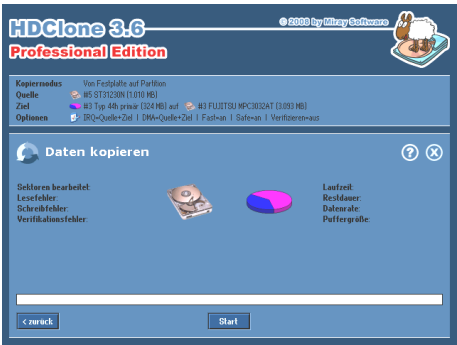 HDClone 3.6
© 2008 by Miray Software
Professional Edition
Kopiermodus Von Festplatte auf Partition
Quelle #5 ST31230N (1.010 MB)
Ziel #3 Typ 44h primär (324 MB) auf #3 FUJITSU MPC3032AT (3.093 MB)
Optionen IRQ=Quelle+Ziel | DMA=Quelle+Ziel | Fast=an | Safe=an | Verifizieren=aus
Daten kopieren
Sektoren bearbeitet:
Lesefehler:
Schreibfehler:
Verifikationsfehler:
Laufzeit:
Restdauer:
Datenrate:
Puffergröße:
< zurück
Start